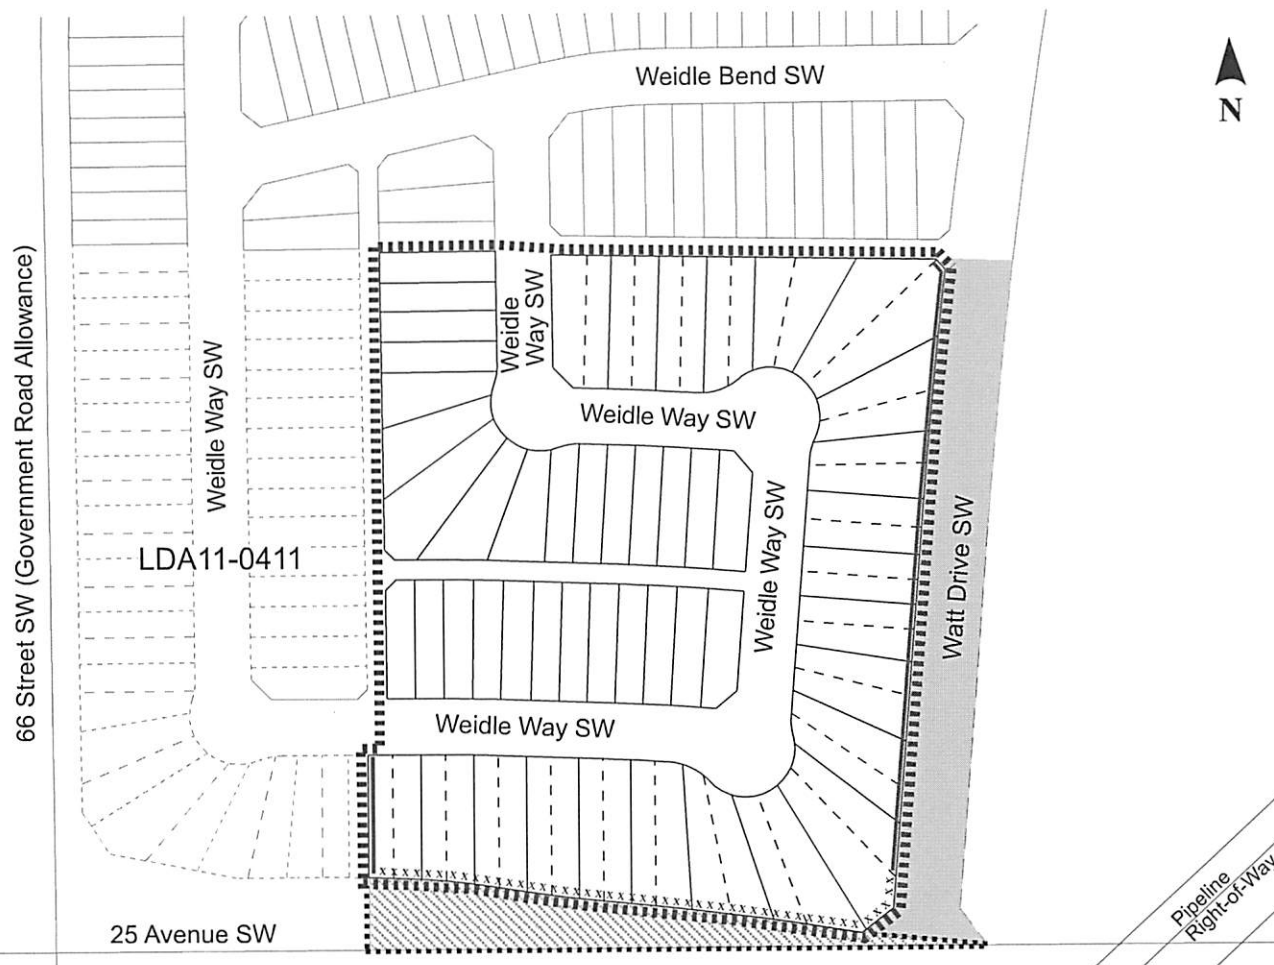 Weidle Bend SW
N
66 Street SW (Government Road Allowance)
Weidle Way SW
Weidle
Way SW
Weidle Way SW
LDA11-0411
Weidle Way SW
Watt Drive SW
Weidle Way SW
25 Avenue SW
Pipeline
Right-of-Way